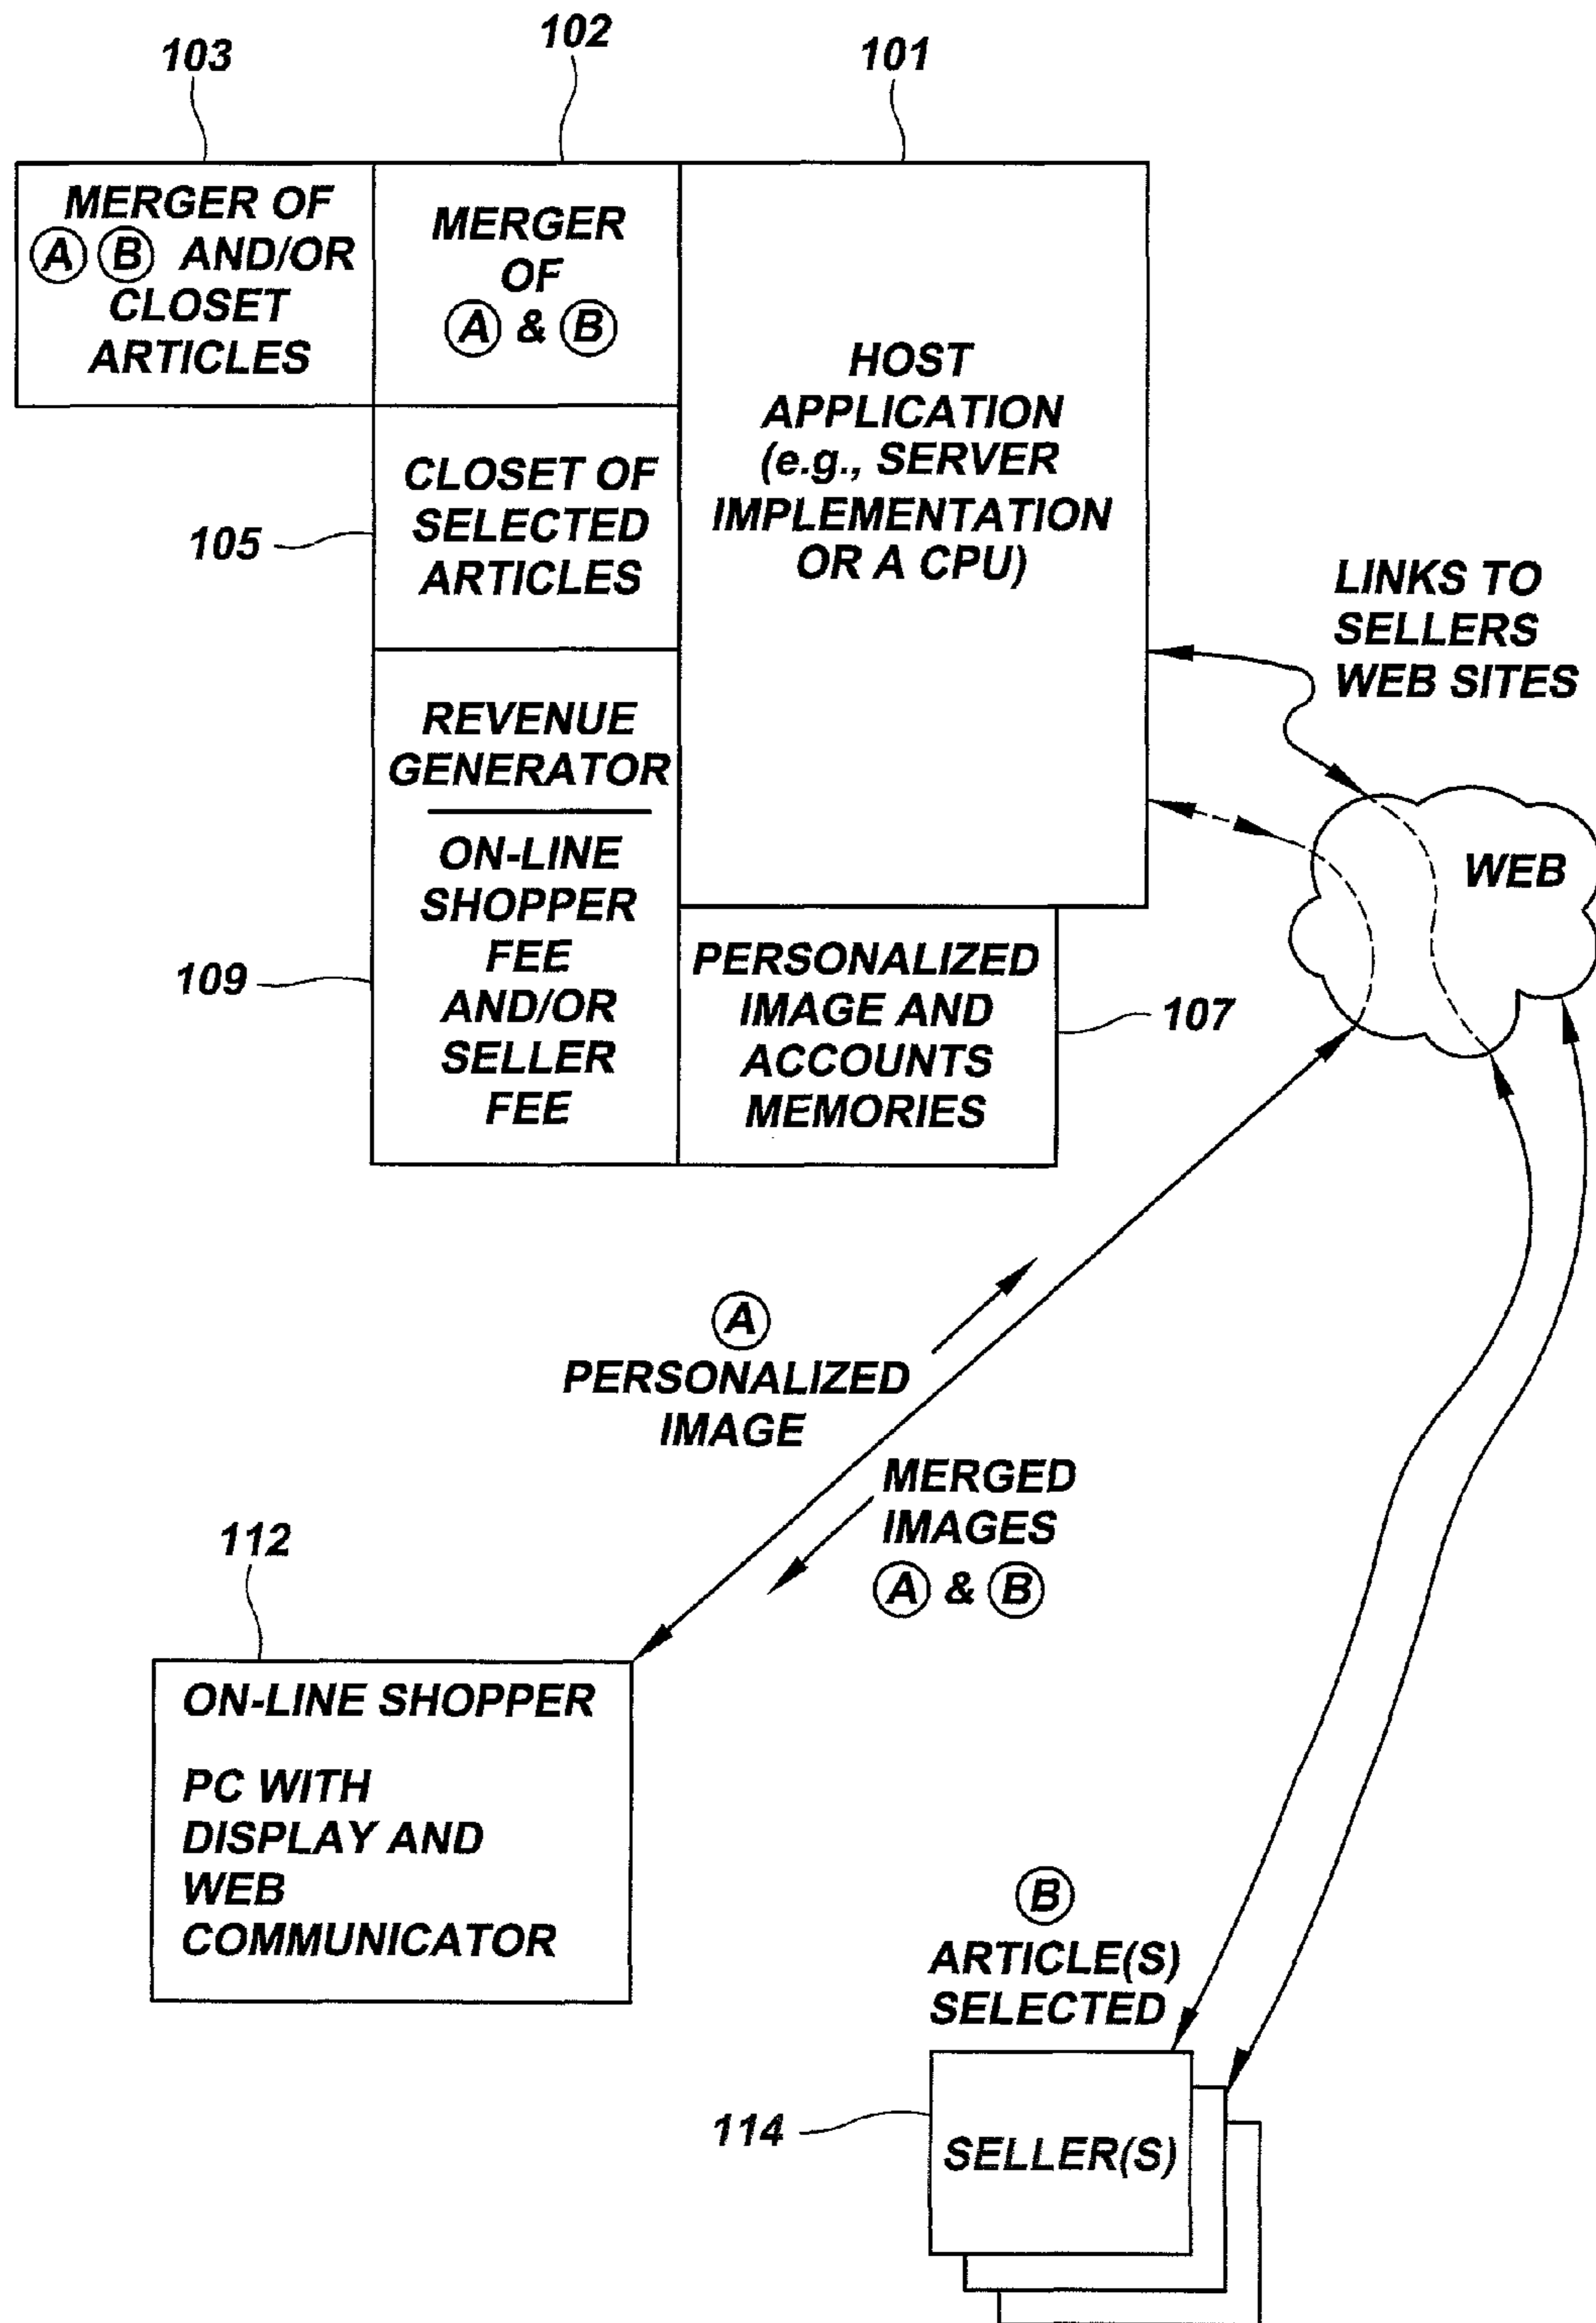 103
102
101
MERGER OF
A B AND/OR
CLOSET
ARTICLES
MERGER
OF
A & B
HOST
APPLICATION
(e.g., SERVER
IMPLEMENTATION
OR A CPU)
CLOSET OF
SELECTED
ARTICLES
105
LINKS TO
SELLERS
WEB SITES
REVENUE
GENERATOR
ON-LINE
SHOPPER
FEE
AND/OR
SELLER
FEE
109
WEB
PERSONALIZED
IMAGE AND
ACCOUNTS
MEMORIES
107
A
PERSONALIZED
IMAGE
MERGED
IMAGES
A & B
112
ON-LINE SHOPPER
PC WITH
DISPLAY AND
WEB
COMMUNICATOR
B
ARTICLE(S)
SELECTED
114
SELLER(S)